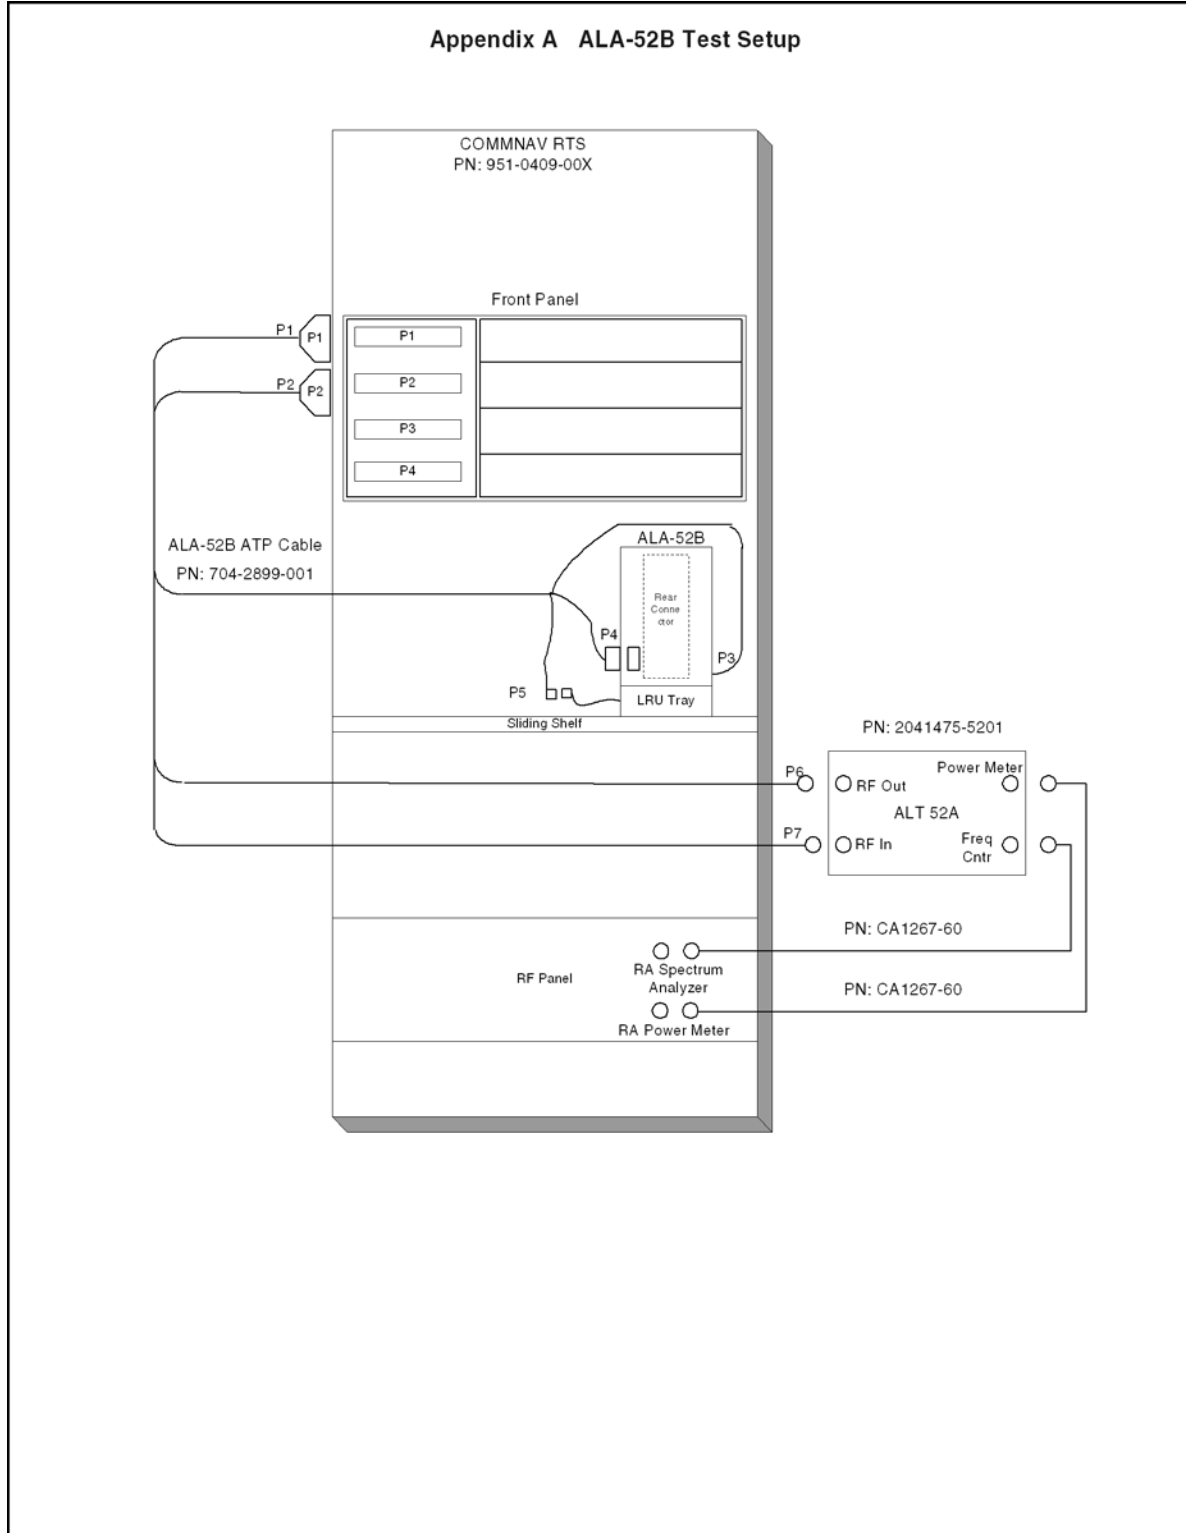 Appendix A ALA-52B Test Setup
COMMNAV RTS
PN: 951-0409-00X
Front Panel
P1
P1
P1
P2
P2
P2
P3
P4
ALA-52B ATP Cable
PN: 704-2899-001
ALA-52B
Rear
Conne
ctor
P4
P3
P5
LRU Tray
Sliding Shelf
PN: 2041475-5201
P6
RF Out
Power Meter
ALT 52A
P7
RF In
Freq
Cntr
PN: CA1267-60
RF Panel
RA Spectrum
Analyzer
PN: CA1267-60
RA Power Meter